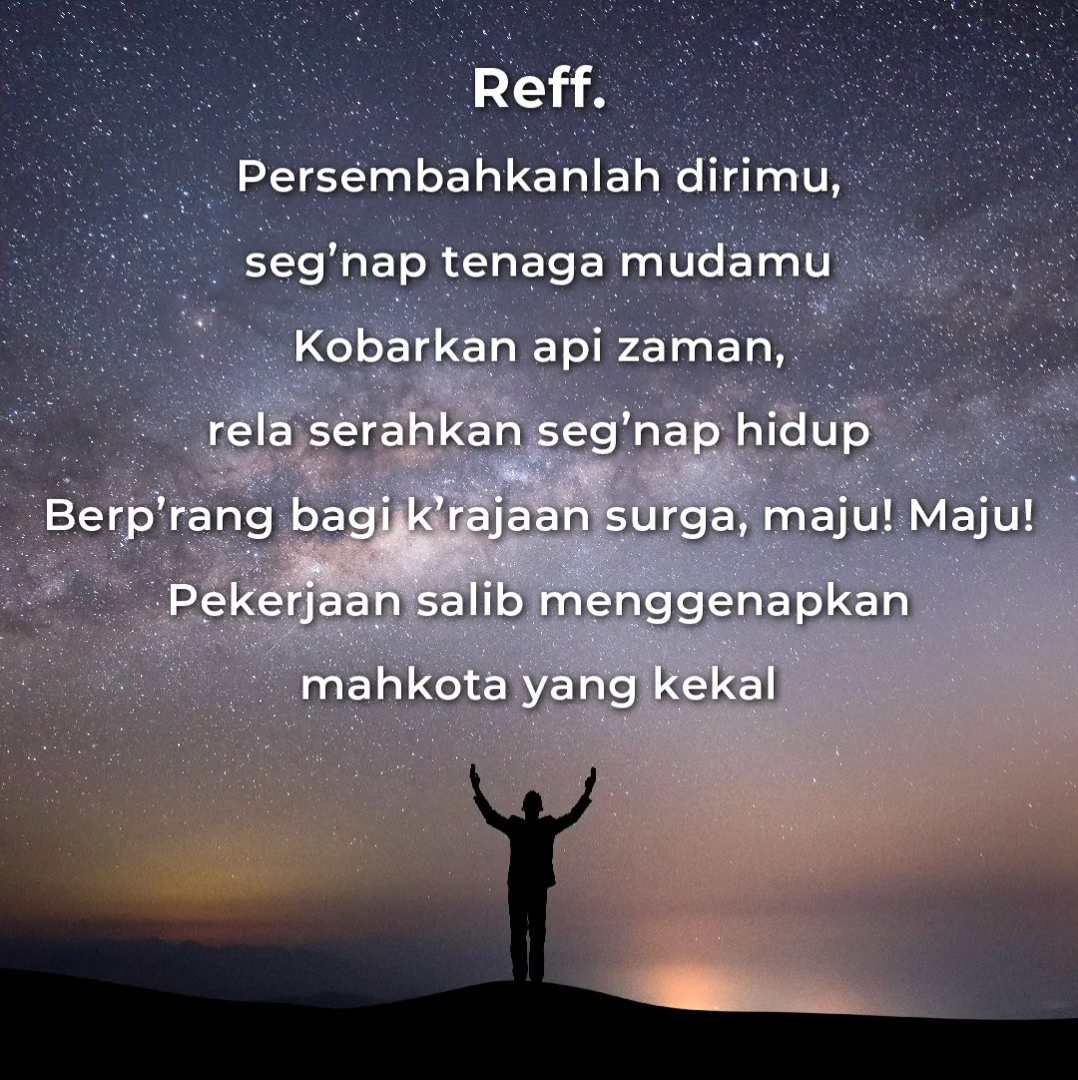 Reff.
Persembahkanlah dirimu,
seg’nap tenaga mudamu
Kobarkan api zaman,
rela serahkan seg’nap hidup
Berp’rang bagi k’rajaan surga, maju! Maju!
Pekerjaan salib menggenapkan
mahkota yang kekal